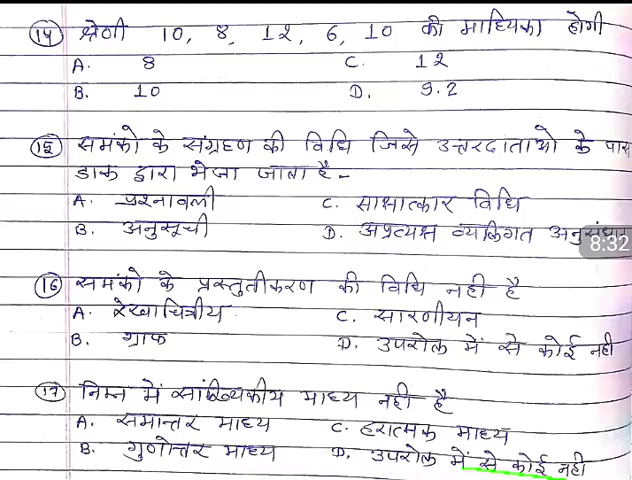 (14) श्रेणी 10, 8, 12, 6, 10 की माध्यिका होगी
A. 8 C. 12
B. 10 D. 9.2
(15) समंको के संग्रहण की विधि जिसे उत्तरदाताओ के पास
डाक द्वारा भेजा जाता है -
A. प्रश्नावली C. साक्षात्कार विधि
B. अनुसूची D. अप्रत्यक्ष व्यक्तिगत अनुसंधान
8:32
(16) समंको के प्रस्तुतीकरण की विधि नही है
A. रेखाचित्रीय C. सारणीयन
B. ग्राफ D. उपरोक्त में से कोई नही
(17) निम्न में सांख्यिकीय माध्य नही है
A. समान्तर माध्य C. हरात्मक माध्य
B. गुणोत्तर माध्य D. उपरोक्त में से कोई नही